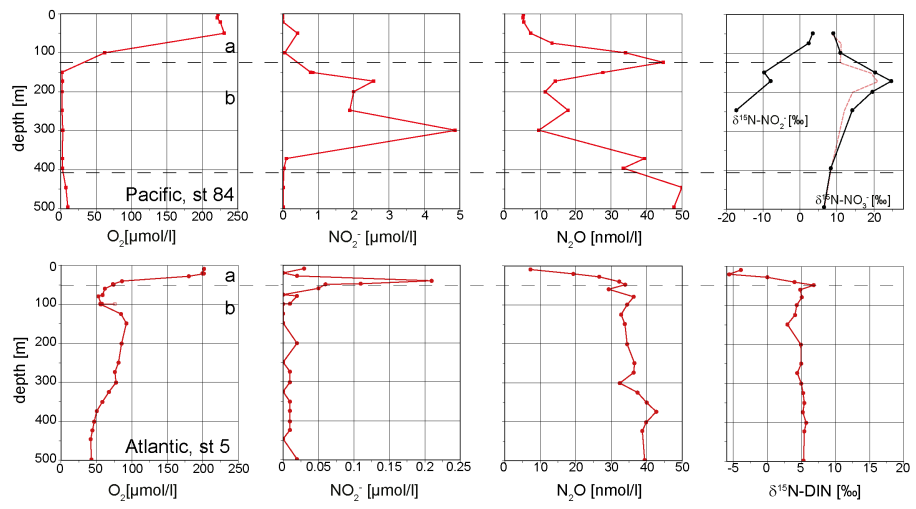 0
100
200
300
400
500
depth [m]
a
b
Pacific, st 84
0 50 100 150 200 250
O₂[µmol/l]
0 1 2 3 4 5
NO₂⁻ [µmol/l]
0 10 20 30 40 50
N₂O [nmol/l]
δ¹⁵N-NO₂⁻[‰]
δ¹⁵N-NO₃⁻[‰]
-20 -10 0 10 20
0
100
200
300
400
500
depth [m]
a
b
Atlantic, st 5
0 50 100 150 200 250
O₂[µmol/l]
0 0.05 0.1 0.15 0.2 0.25
NO₂⁻ [µmol/l]
0 10 20 30 40 50
N₂O [nmol/l]
-5 0 5 10 15 20
δ¹⁵N-DIN [‰]